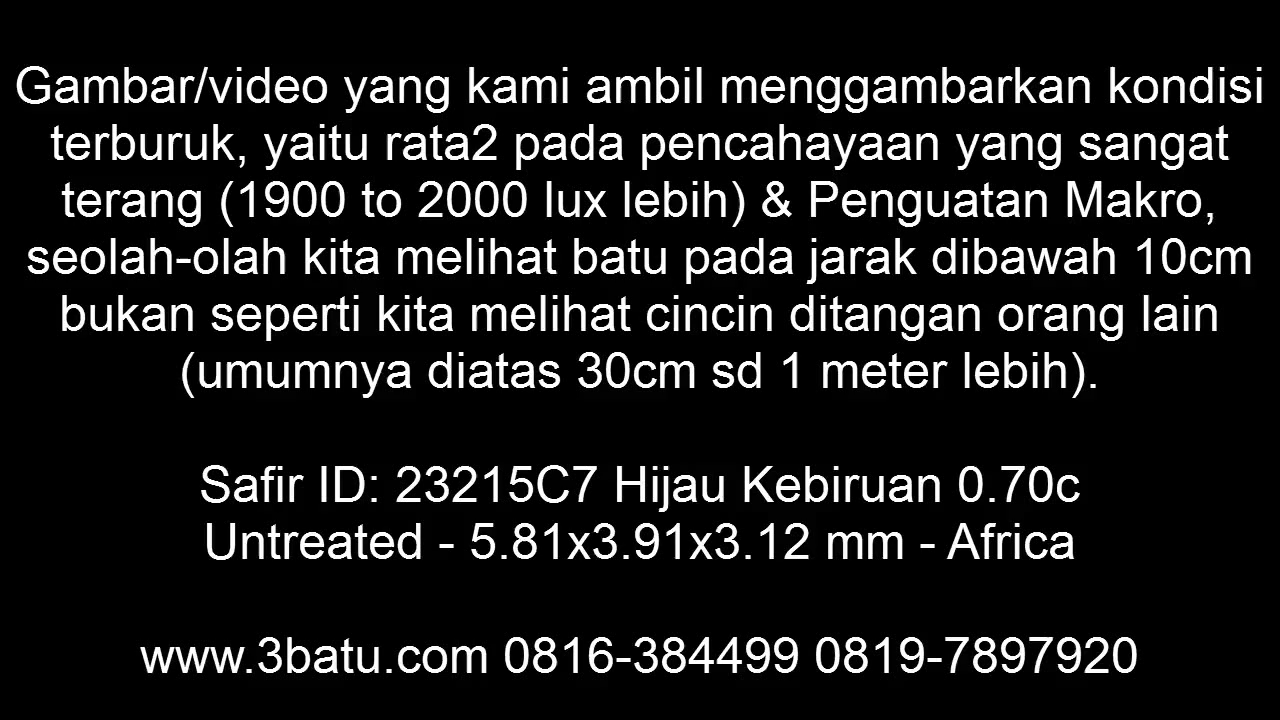 Gambar/video yang kami ambil menggambarkan kondisi
terburuk, yaitu rata2 pada pencahayaan yang sangat
terang (1900 to 2000 lux lebih) & Penguatan Makro,
seolah-olah kita melihat batu pada jarak dibawah 10cm
bukan seperti kita melihat cincin ditangan orang lain
(umumnya diatas 30cm sd 1 meter lebih).
Safir ID: 23215C7 Hijau Kebiruan 0.70c
Untreated - 5.81x3.91x3.12 mm - Africa
www.3batu.com 0816-384499 0819-7897920